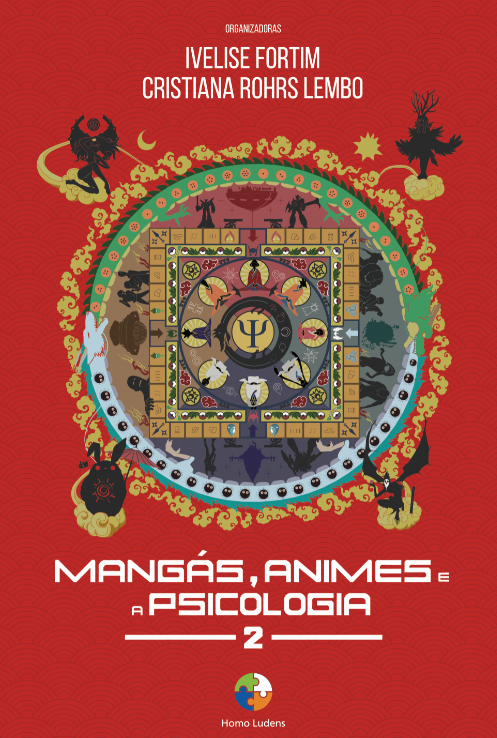 ORGANIZADORAS
IVELISE FORTIM
CRISTIANA ROHRS LEMBO
Ψ
MANGÁS, ANIMES E
A PSICOLOGIA
2
Homo Ludens